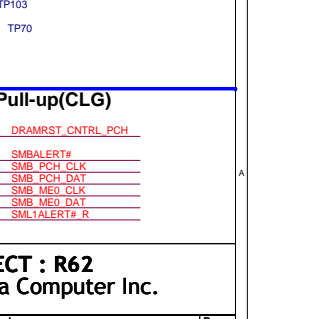 TP103
TP70
Pull-up(CLG)
DRAMRST_CNTRL_PCH
SMBALERT#
SMB_PCH_CLK
SMB_PCH_DAT
A
SMB_ME0_CLK
SMB_ME0_DAT
SML1ALERT#_R
ECT : R62
a Computer Inc.